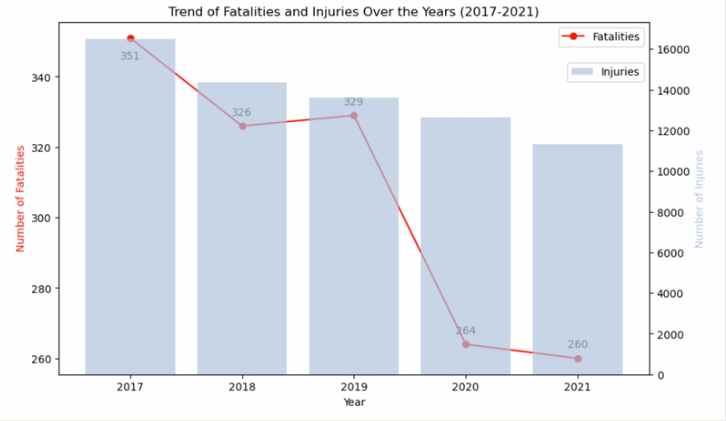 Trend of Fatalities and Injuries Over the Years (2017-2021)
Fatalities
Injuries
Number of Fatalities
340
320
300
280
260
351
326
329
264
260
16000
14000
12000
10000
8000
6000
4000
2000
0
Number of Injuries
2017 2018 2019 2020 2021
Year